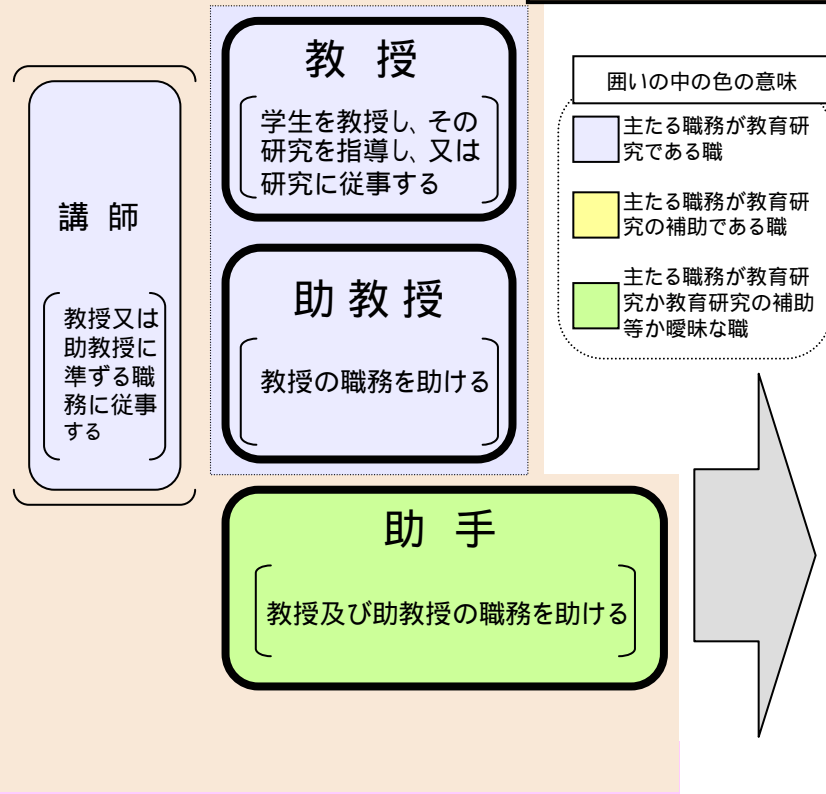 教授
学生を教授し、その
研究を指導し、又は
研究に従事する
講師
教授又は
助教授に
準ずる職
務に従事
する
助教授
教授の職務を助ける
助手
教授及び助教授の職務を助ける
囲いの中の色の意味
主たる職務が教育研
究である職
主たる職務が教育研
究の補助である職
主たる職務が教育研
究か教育研究の補助
等か曖昧な職